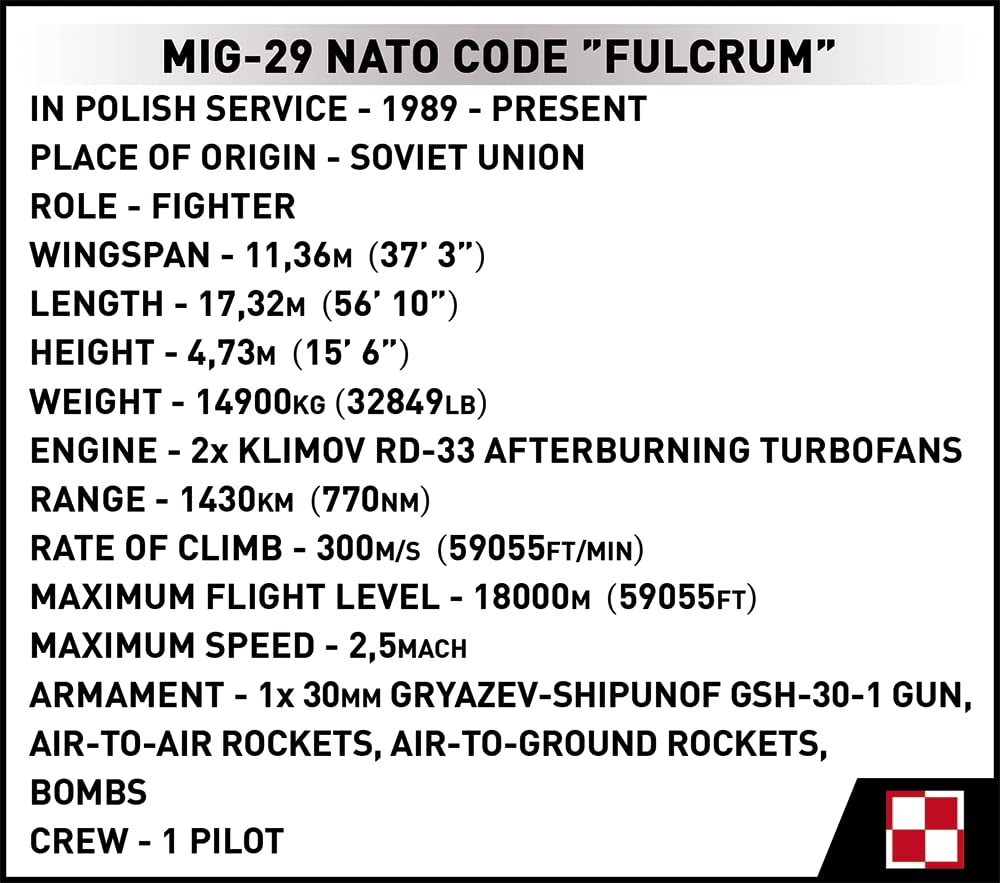 MIG-29 NATO CODE ”FULCRUM”
IN POLISH SERVICE - 1989 - PRESENT
PLACE OF ORIGIN - SOVIET UNION
ROLE - FIGHTER
WINGSPAN - 11,36M (37’ 3”)
LENGTH - 17,32M (56’ 10”)
HEIGHT - 4,73M (15’ 6”)
WEIGHT - 14900KG (32849LB)
ENGINE - 2x KLIMOV RD-33 AFTERBURNING TURBOFANS
RANGE - 1430KM (770NM)
RATE OF CLIMB - 300M/S (59055FT/MIN)
MAXIMUM FLIGHT LEVEL - 18000M (59055FT)
MAXIMUM SPEED - 2,5MACH
ARMAMENT - 1x 30MM GRYAZEV-SHIPUNOF GSH-30-1 GUN,
AIR-TO-AIR ROCKETS, AIR-TO-GROUND ROCKETS,
BOMBS
CREW - 1 PILOT